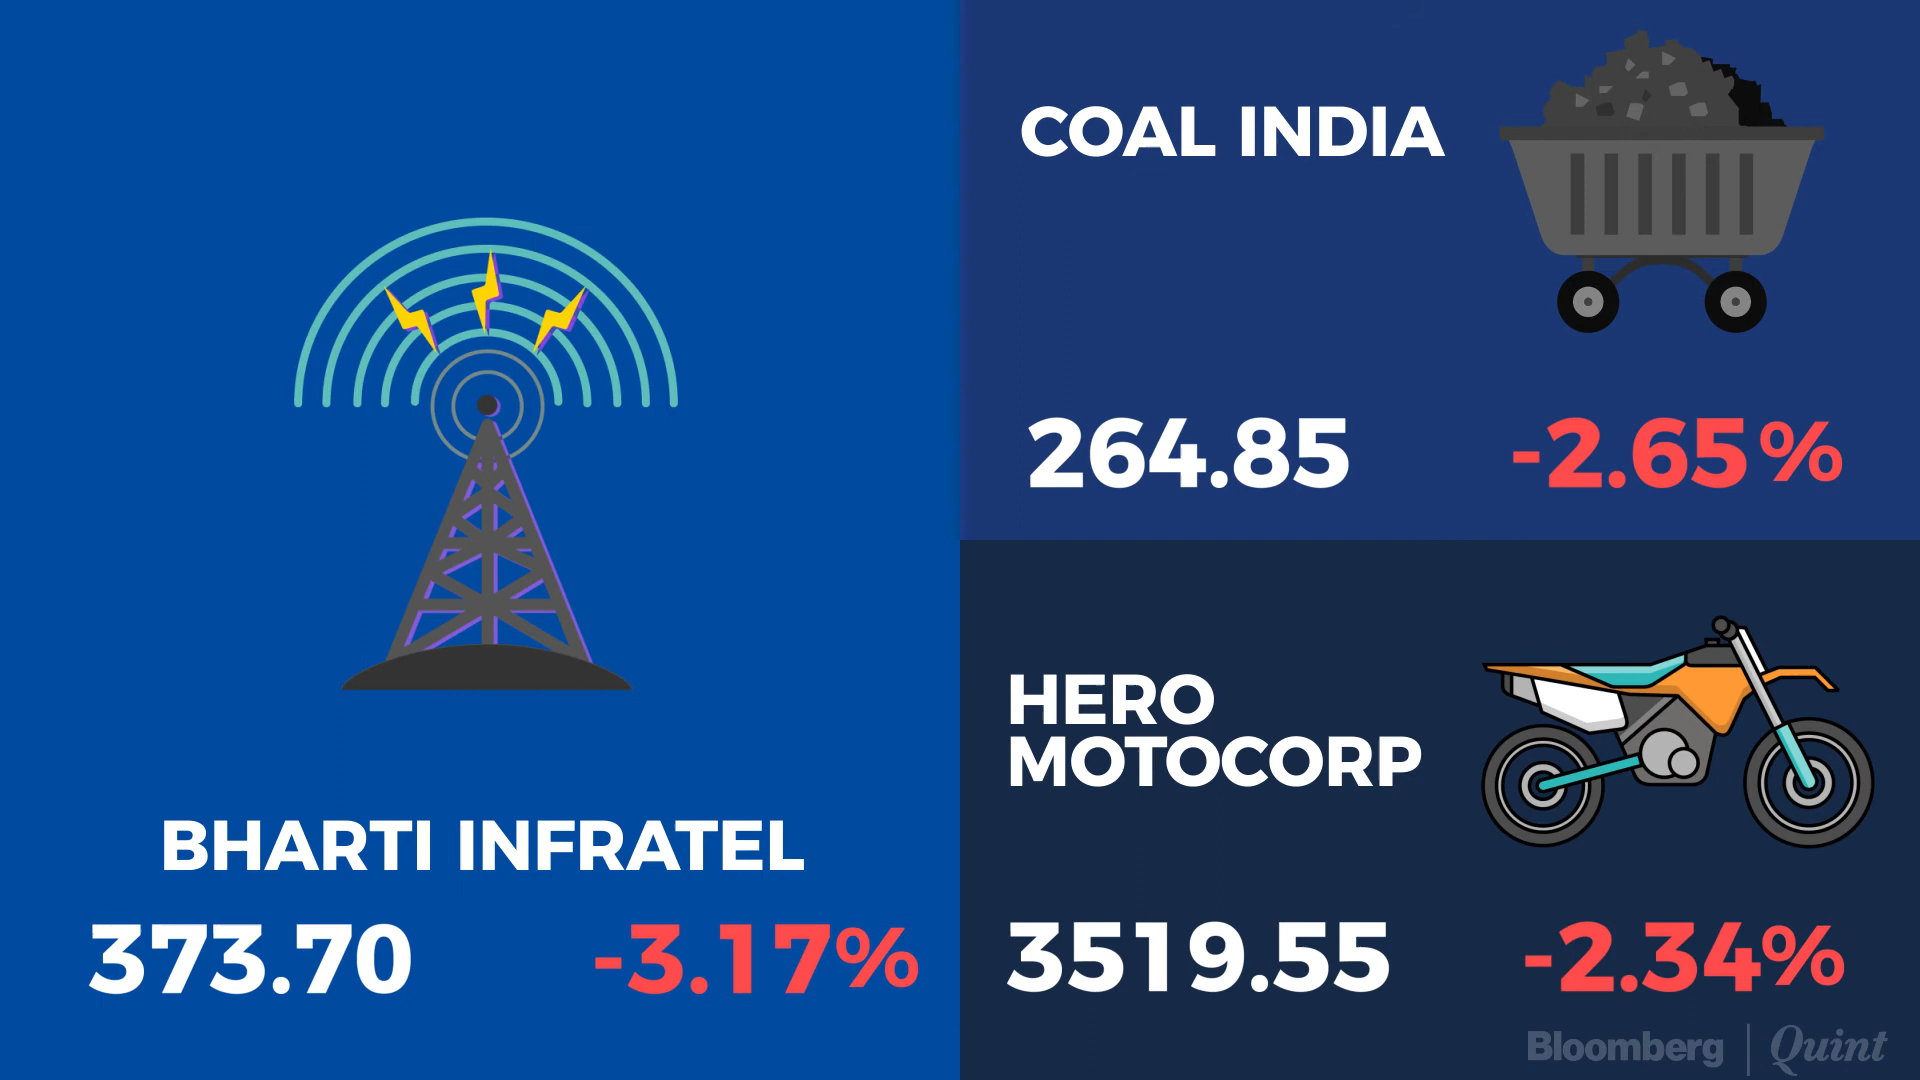 BHARTI INFRATEL
373.70 -3.17%
COAL INDIA
264.85 -2.65%
HERO
MOTOCORP
3519.55 -2.34%
Bloomberg | Quint